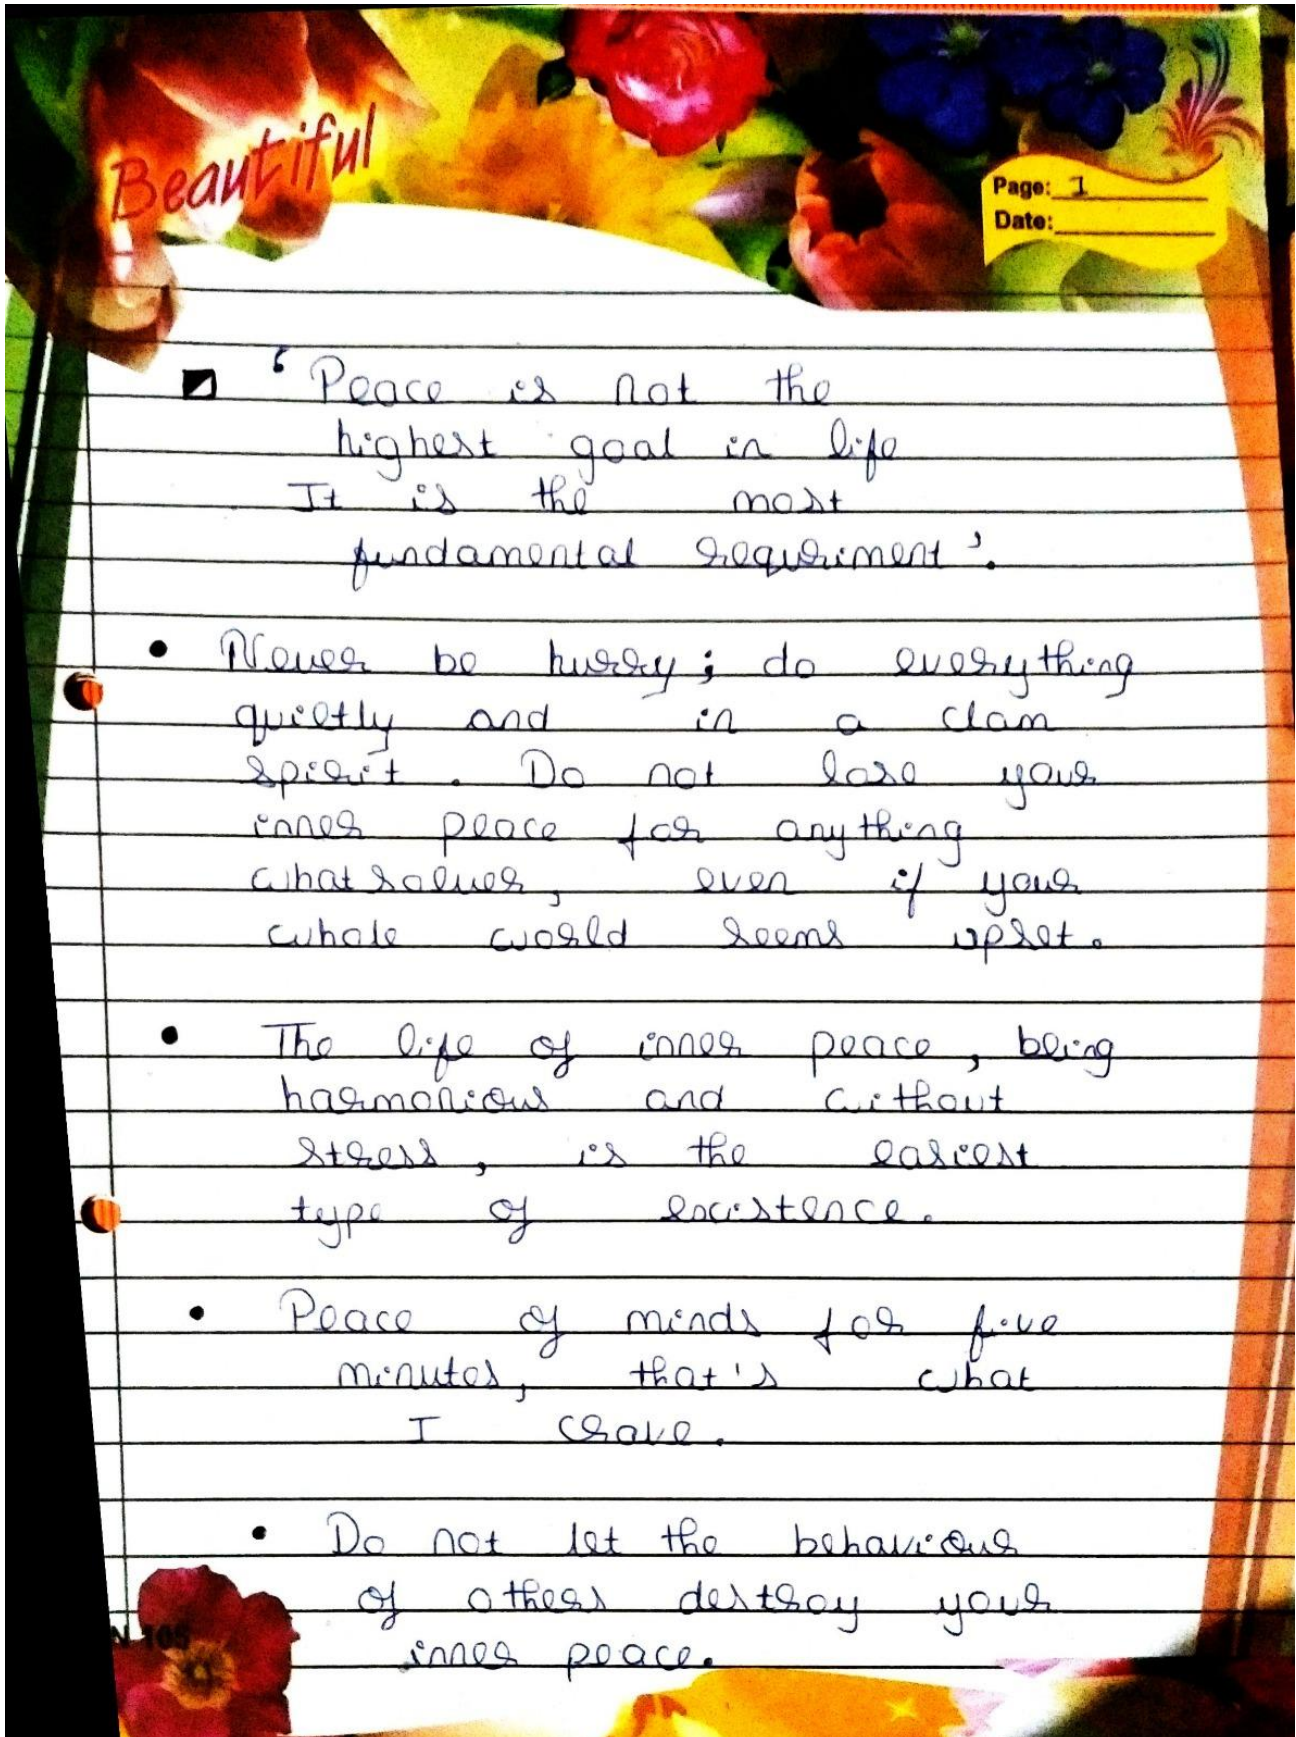 Beautiful
Page: 1
Date:
‘Peace is not the
highest goal in life
It is the most
fundamental requriment’.
• Never be hurry; do everything
quiltly and in a clam
spirit. Do not lose your
inner peace for anything
whatsolver, even if your
whole world seems upset.
• The life of inner peace, being
harmonious and without
stress, is the easiest
type of existence.
• Peace of minds for five
minutes, that's what
I crave.
• Do not let the behaviour
of others destroy your
inner peace.
N 105